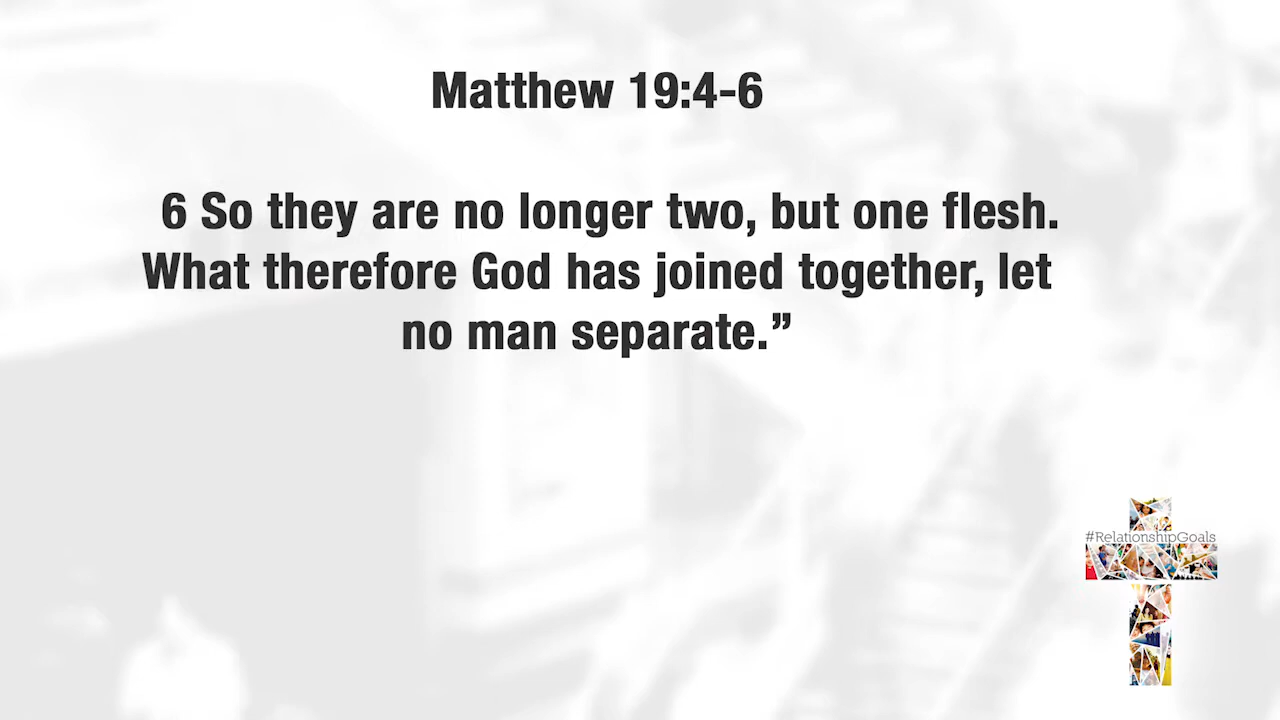 Matthew 19:4-6
6 So they are no longer two, but one flesh.
What therefore God has joined together, let
no man separate.”
#RelationshipGoals